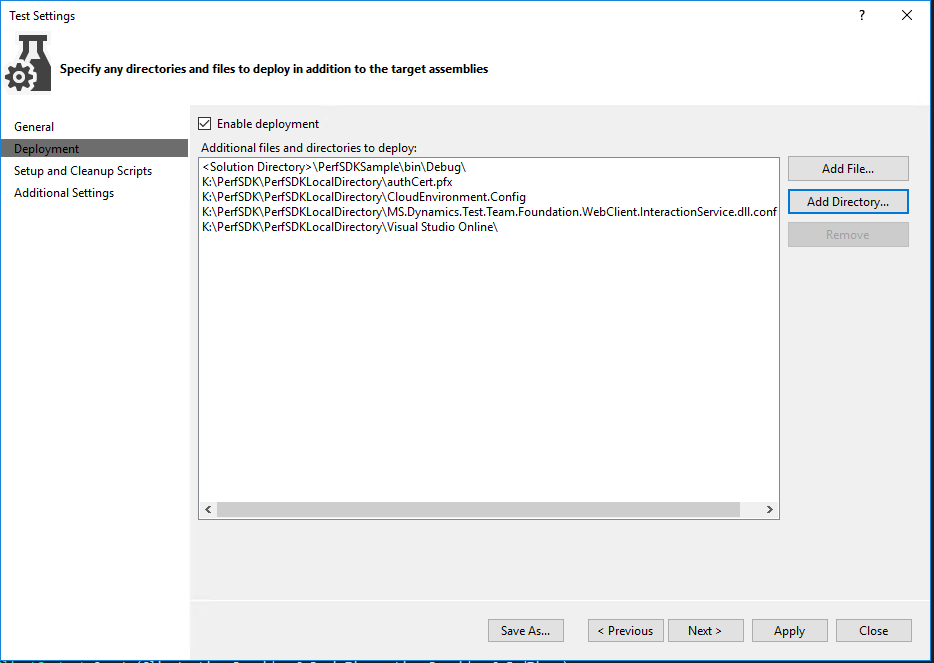 Test Settings
?
Specify any directories and files to deploy in addition to the target assemblies
General
Deployment
Setup and Cleanup Scripts
Additional Settings
Enable deployment
Additional files and directories to deploy:
<Solution Directory>\PerfSDKSample\bin\Debug\
K:\PerfSDK\PerfSDKLocalDirectory\authCert.pfx
K:\PerfSDK\PerfSDKLocalDirectory\CloudEnvironment.Config
K:\PerfSDK\PerfSDKLocalDirectory\MS.Dynamics.Test.Team.Foundation.WebClient.InteractionService.dll.conf
K:\PerfSDK\PerfSDKLocalDirectory\Visual Studio Online\
Add File...
Add Directory...
Remove
Save As...
< Previous
Next >
Apply
Close